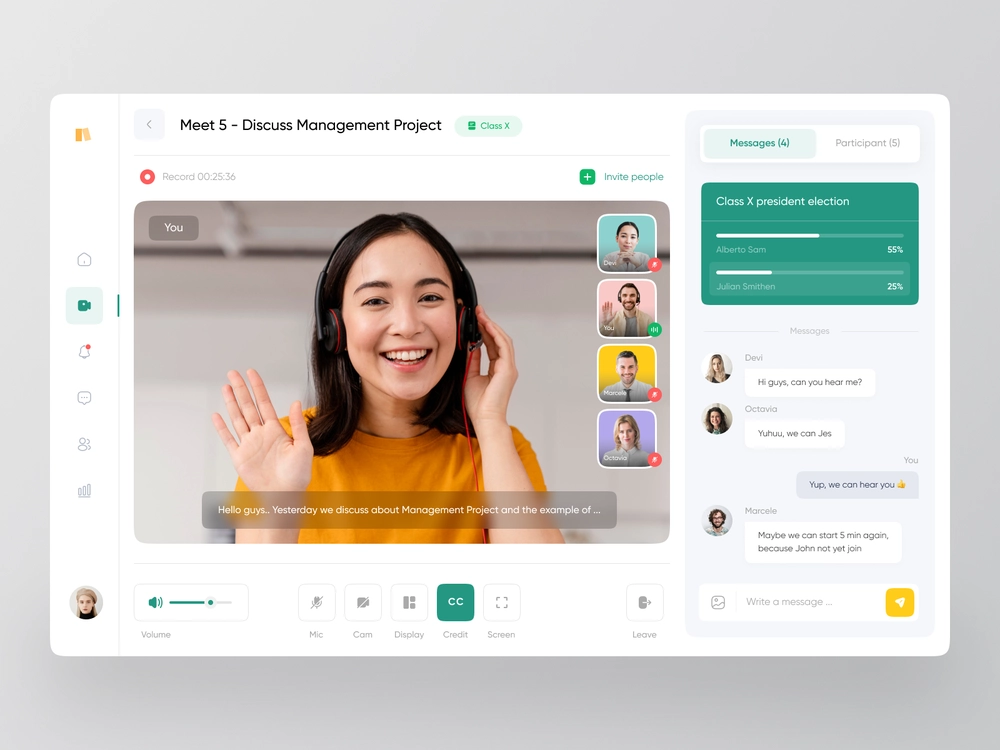 Meet 5 - Discuss Management Project
Class X
Record 00:25:36
Invite people
You
Devi
You
Marcele
Octavia
Hello guys.. Yesterday we discuss about Management Project and the example of ...
Volume
Mic
Cam
Display
CC
Credit
Screen
Leave
Messages (4)
Participant (5)
Class X president election
Alberto Sam
55%
Julian Smithen
25%
Messages
Devi
Hi guys, can you hear me?
Octavia
Yuhuu, we can Jes
You
Yup, we can hear you 👍
Marcele
Maybe we can start 5 min again,
because John not yet join
Write a message ...